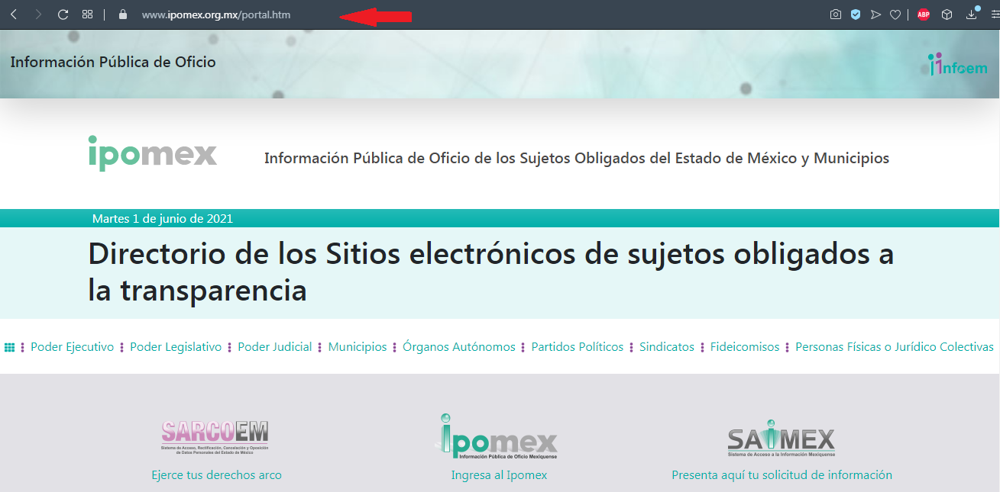 www.ipomex.org.mx/portal.htm
ABP
Información Pública de Oficio
infoem
ipomex
Información Pública de Oficio de los Sujetos Obligados del Estado de México y Municipios
Martes 1 de junio de 2021
Directorio de los Sitios electrónicos de sujetos obligados a
la transparencia
Poder Ejecutivo Poder Legislativo Poder Judicial Municipios Órganos Autónomos Partidos Políticos Sindicatos Fideicomisos Personas Físicas o Jurídico Colectivas
SARCOEM
Sistema de Acceso, Rectificación, Cancelación y Oposición
de Datos Personales del Estado de México
Ejerce tus derechos arco
ipomex
Información Pública de Oficio Mexiquense
Ingresa al Ipomex
SAIMEX
Sistema de Acceso a la Información Mexiquense
Presenta aquí tu solicitud de información